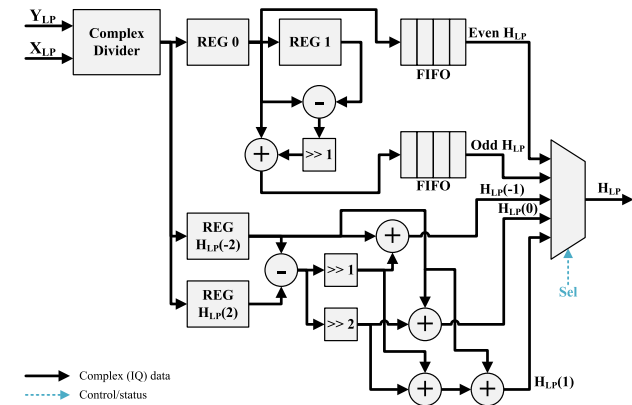 Y_LP
X_LP
Complex
Divider
REG 0
REG 1
-
>> 1
+
FIFO
Even H_LP
FIFO
Odd H_LP
H_LP(-1)
H_LP(0)
H_LP
REG
H_LP(-2)
REG
H_LP(2)
-
>> 1
>> 2
+
+
+
+
H_LP(1)
Sel
Complex (IQ) data
Control/status